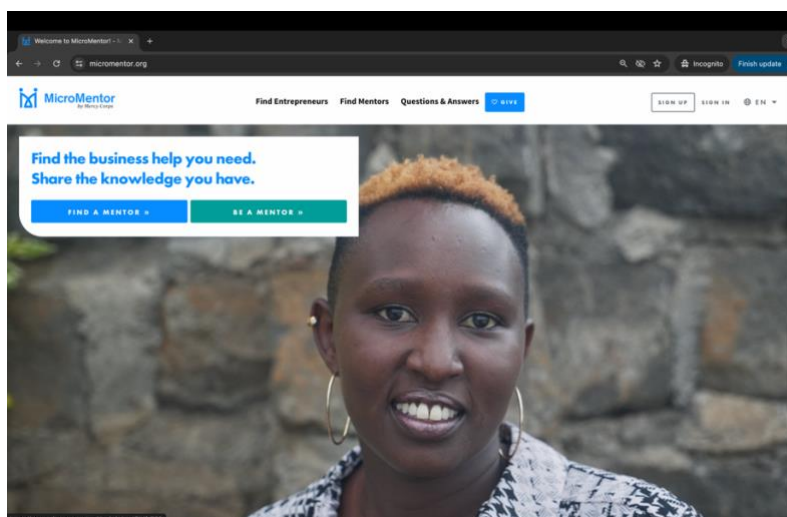 Welcome to MicroMentor! -
micromentor.org
Incognito
Finish update
MicroMentor
by Mercy Corps
Find Entrepreneurs
Find Mentors
Questions & Answers
GIVE
SIGN UP
SIGN IN
EN
Find the business help you need.
Share the knowledge you have.
FIND A MENTOR »
BE A MENTOR »